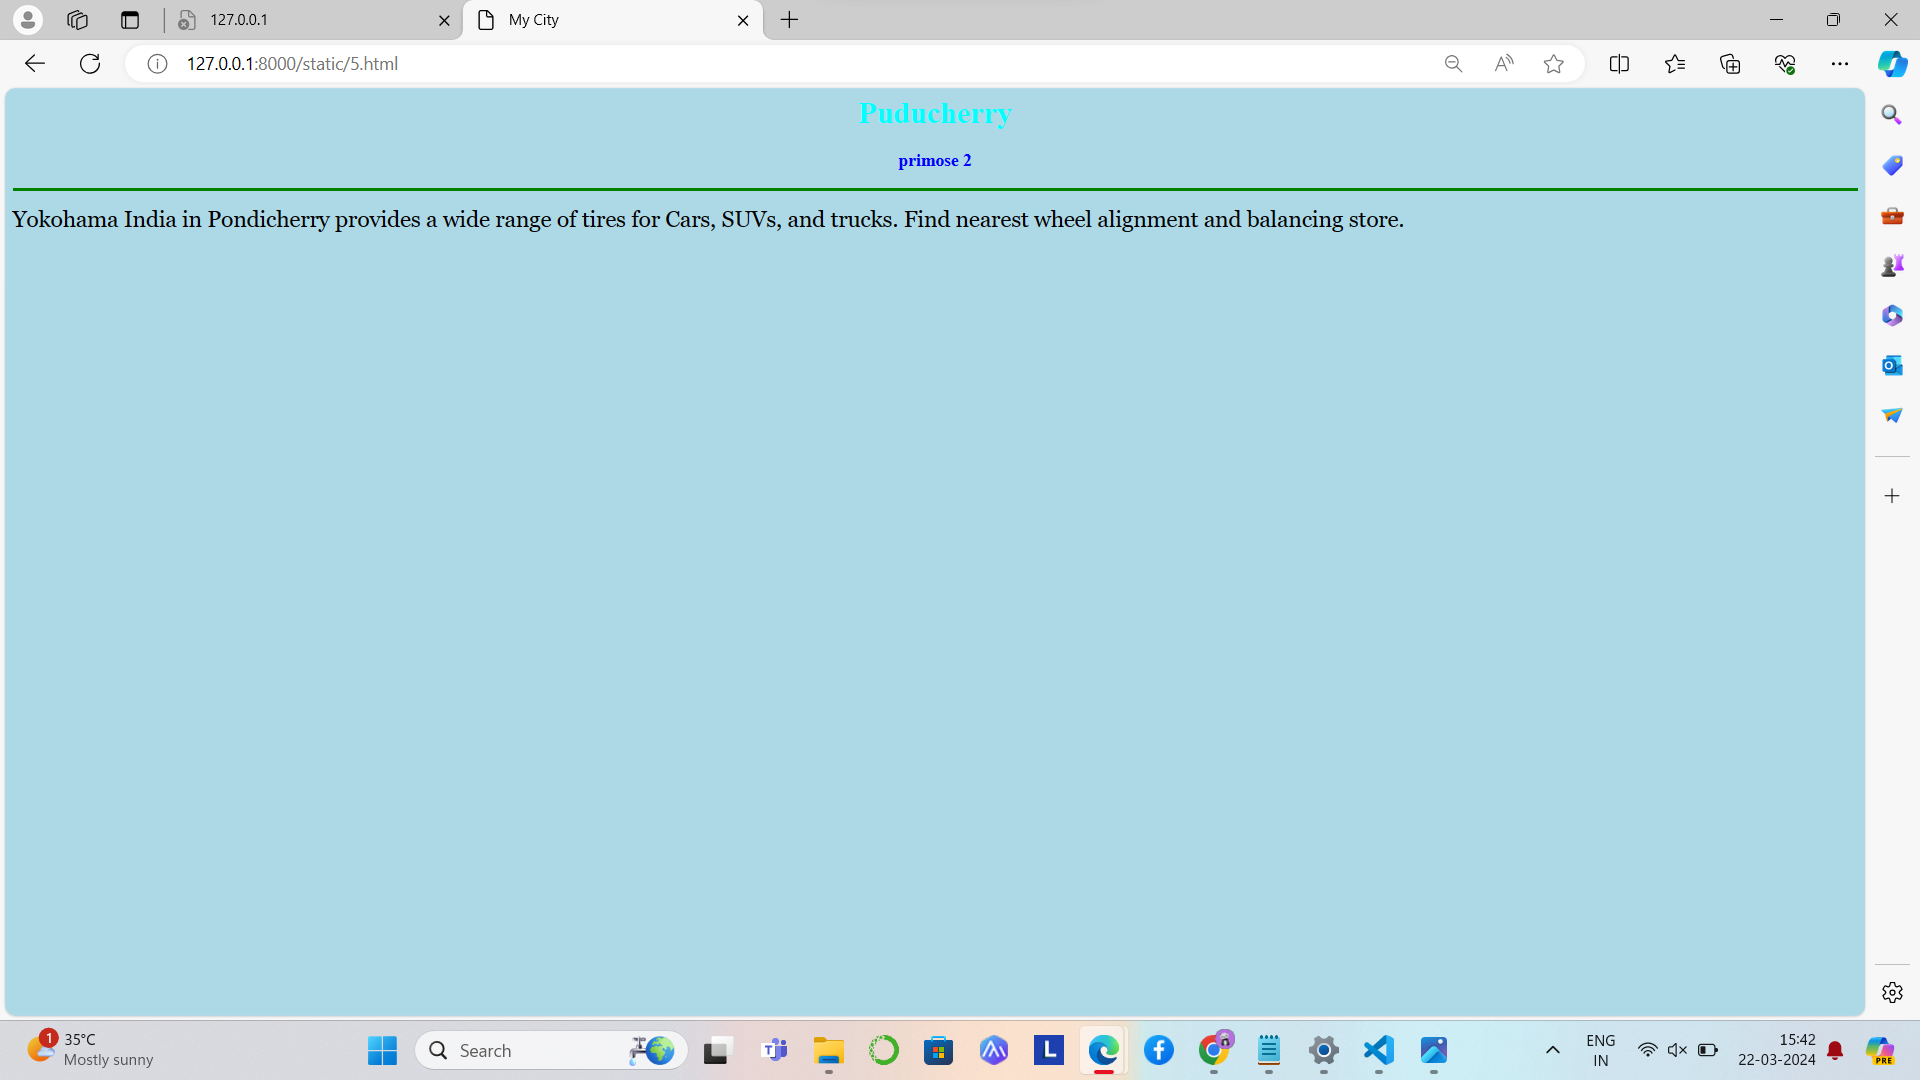 127.0.0.1
My City
127.0.0.1:8000/static/5.html
Puducherry
primose 2
Yokohama India in Pondicherry provides a wide range of tires for Cars, SUVs, and trucks. Find nearest wheel alignment and balancing store.
1
35°C
Mostly sunny
Search
L
ENG
IN
15:42
22-03-2024
PRE